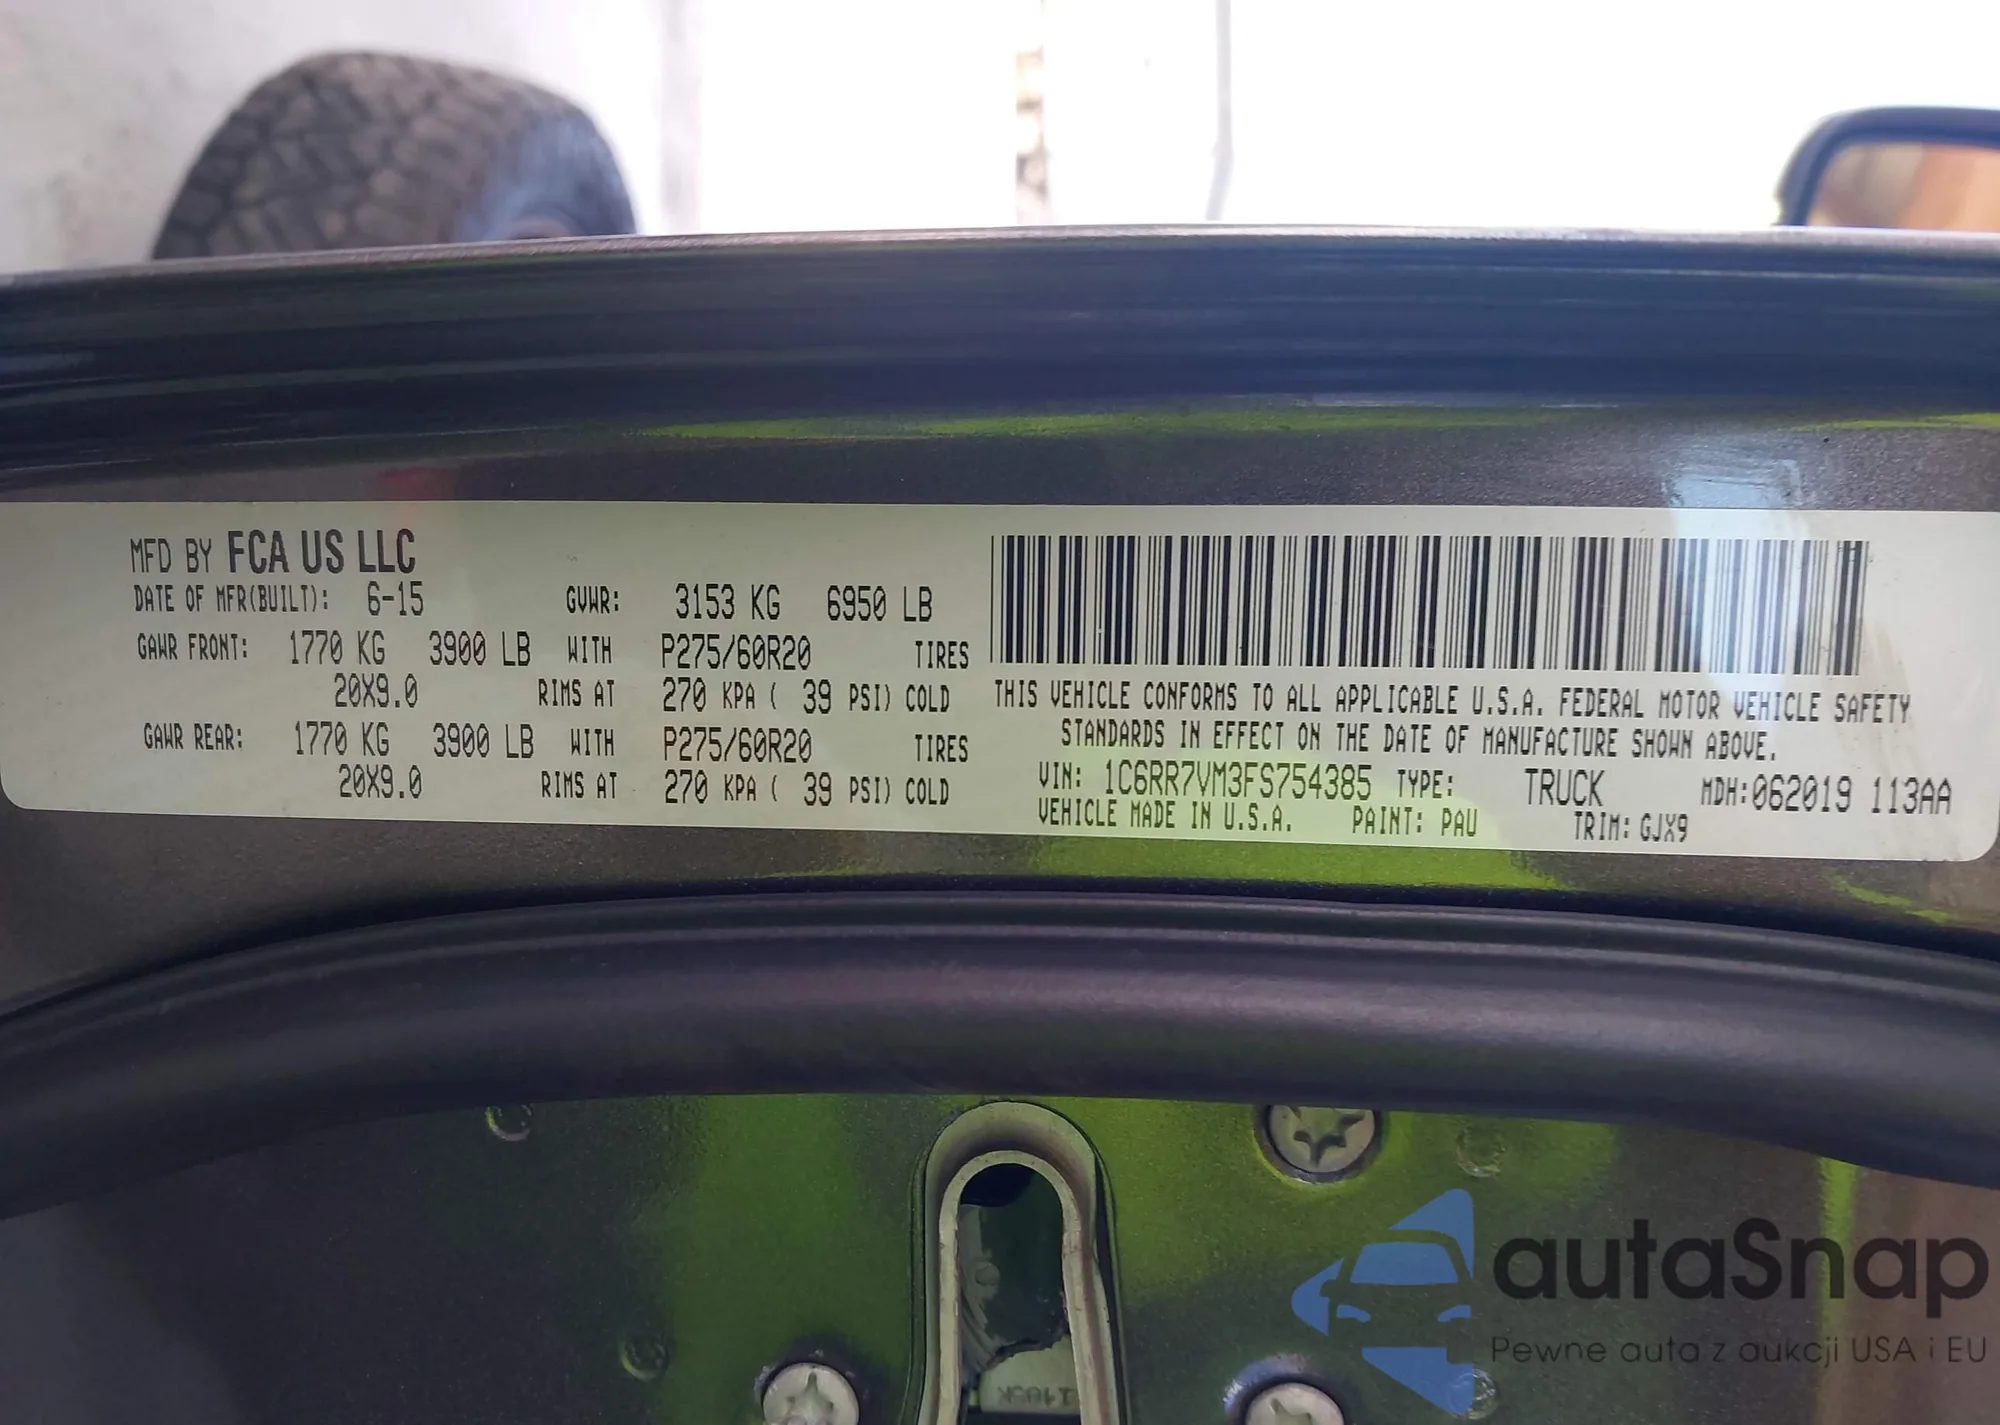 MFD BY FCA US LLC
DATE OF MFR(BUILT): 6-15 GVWR: 3153 KG 6950 LB
GAWR FRONT: 1770 KG 3900 LB WITH P275/60R20 TIRES
20X9.0 RIMS AT 270 KPA ( 39 PSI) COLD
GAWR REAR: 1770 KG 3900 LB WITH P275/60R20 TIRES
20X9.0 RIMS AT 270 KPA ( 39 PSI) COLD
THIS VEHICLE CONFORMS TO ALL APPLICABLE U.S.A. FEDERAL MOTOR VEHICLE SAFETY
STANDARDS IN EFFECT ON THE DATE OF MANUFACTURE SHOWN ABOVE.
VIN: 1C6RR7VM3FS754385 TYPE: TRUCK MDH:062019 113AA
VEHICLE MADE IN U.S.A. PAINT: PAU TRIM: GJX9
autaSnap
Pewne auta z aukcji USA i EU